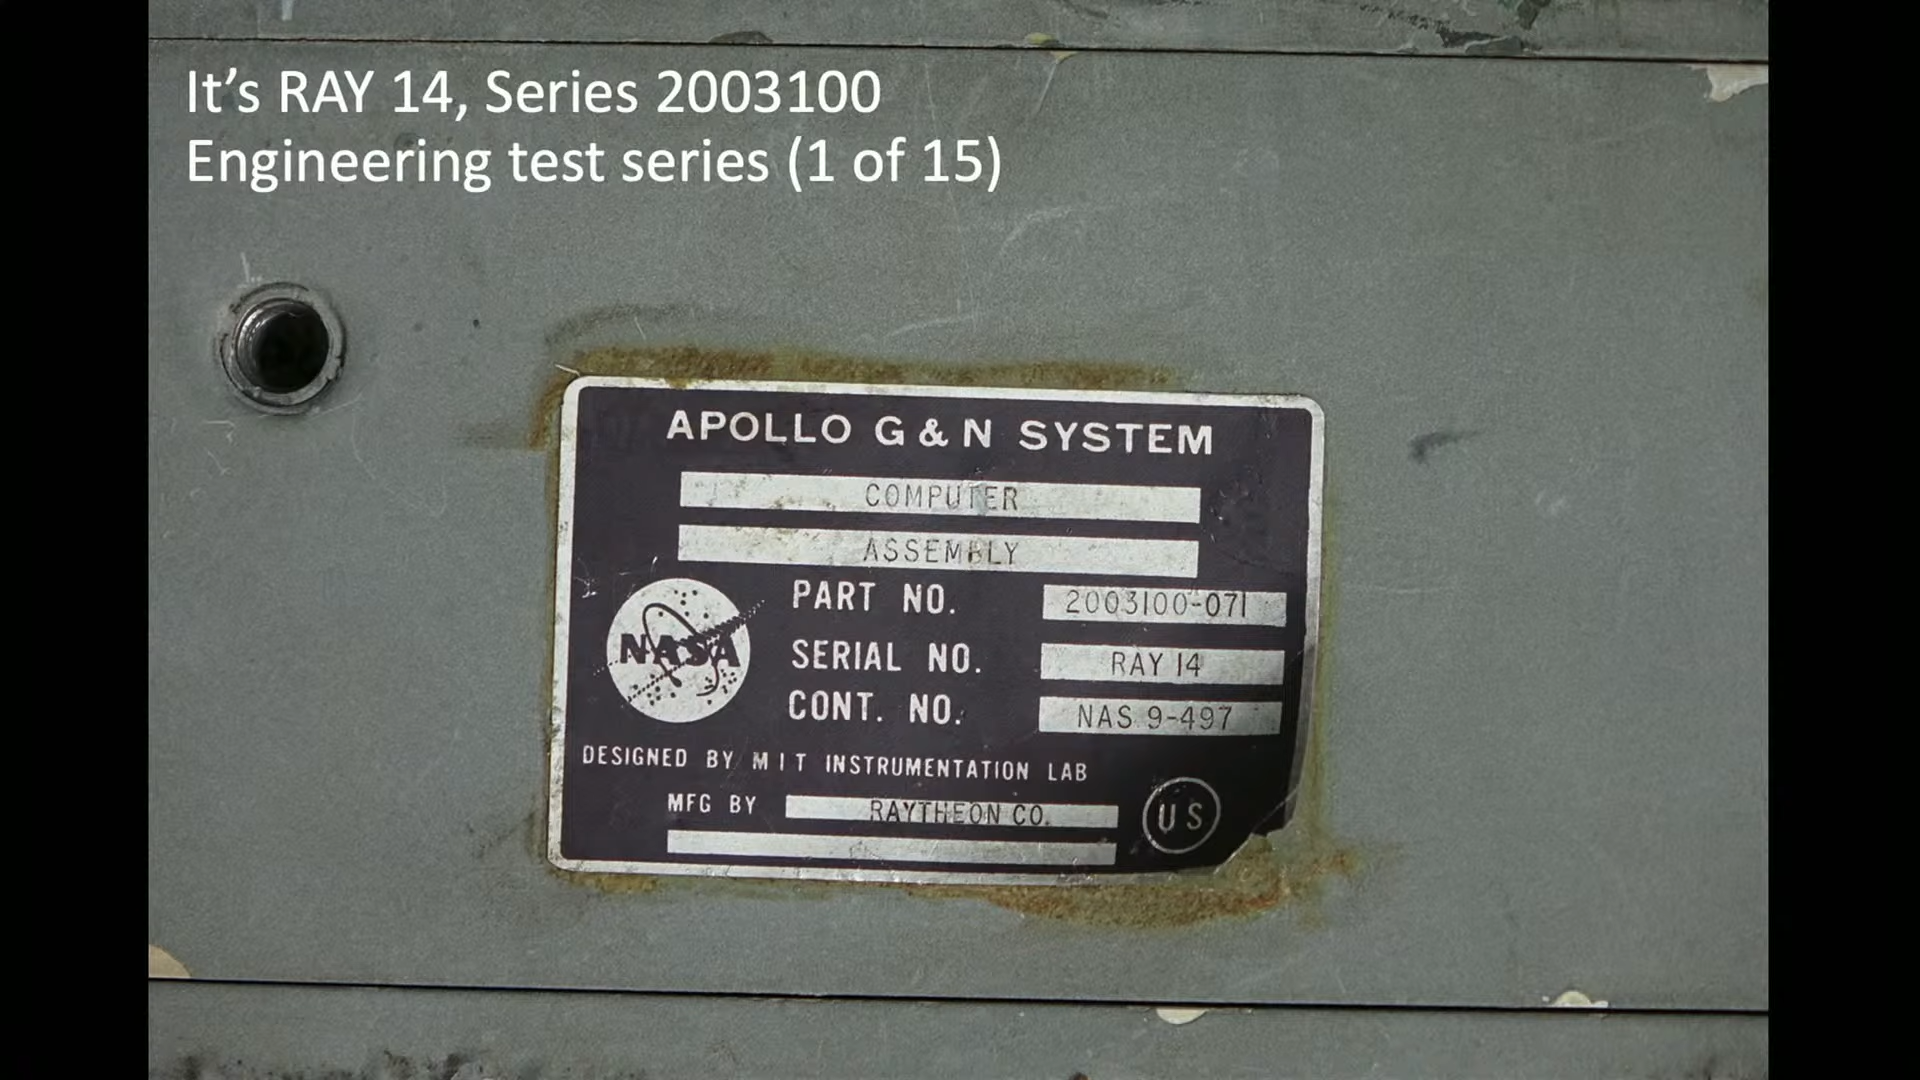 It’s RAY 14, Series 2003100
Engineering test series (1 of 15)
APOLLO G & N SYSTEM
COMPUTER
ASSEMBLY
PART NO. 2003100-071
NASA
SERIAL NO. RAY 14
CONT. NO. NAS 9-497
DESIGNED BY MIT INSTRUMENTATION LAB
MFG BY RAYTHEON CO.
US